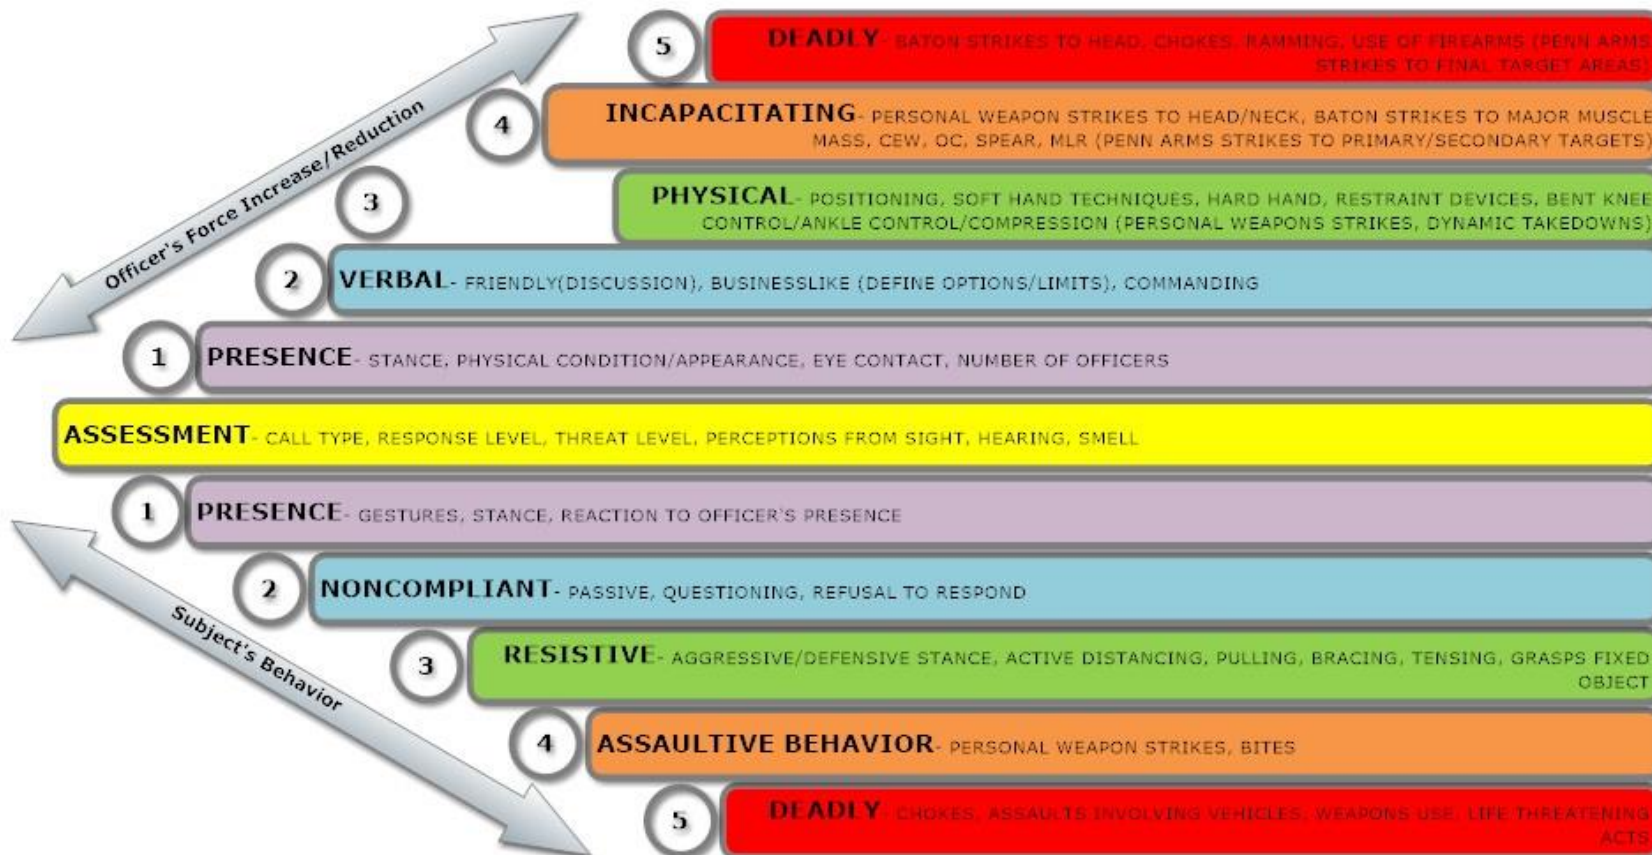 5
DEADLY- BATON STRIKES TO HEAD, CHOKES, RAMMING, USE OF FIREARMS (PENN ARMS
STRIKES TO FINAL TARGET AREAS)
4
INCAPACITATING- PERSONAL WEAPON STRIKES TO HEAD/NECK, BATON STRIKES TO MAJOR MUSCLE
MASS, CEW, OC, SPEAR, MLR (PENN ARMS STRIKES TO PRIMARY/SECONDARY TARGETS)
Officer's Force Increase/Reduction
3
PHYSICAL- POSITIONING, SOFT HAND TECHNIQUES, HARD HAND, RESTRAINT DEVICES, BENT KNEE
CONTROL/ANKLE CONTROL/COMPRESSION (PERSONAL WEAPONS STRIKES, DYNAMIC TAKEDOWNS)
2
VERBAL- FRIENDLY(DISCUSSION), BUSINESSLIKE (DEFINE OPTIONS/LIMITS), COMMANDING
1
PRESENCE- STANCE, PHYSICAL CONDITION/APPEARANCE, EYE CONTACT, NUMBER OF OFFICERS
ASSESSMENT- CALL TYPE, RESPONSE LEVEL, THREAT LEVEL, PERCEPTIONS FROM SIGHT, HEARING, SMELL
1
PRESENCE- GESTURES, STANCE, REACTION TO OFFICER'S PRESENCE
2
NONCOMPLIANT- PASSIVE, QUESTIONING, REFUSAL TO RESPOND
Subject's Behavior
3
RESISTIVE- AGGRESSIVE/DEFENSIVE STANCE, ACTIVE DISTANCING, PULLING, BRACING, TENSING, GRASPS FIXED
OBJECT
4
ASSAULTIVE BEHAVIOR- PERSONAL WEAPON STRIKES, BITES
5
DEADLY- CHOKES, ASSAULTS INVOLVING VEHICLES, WEAPONS USE, LIFE THREATENING
ACTS